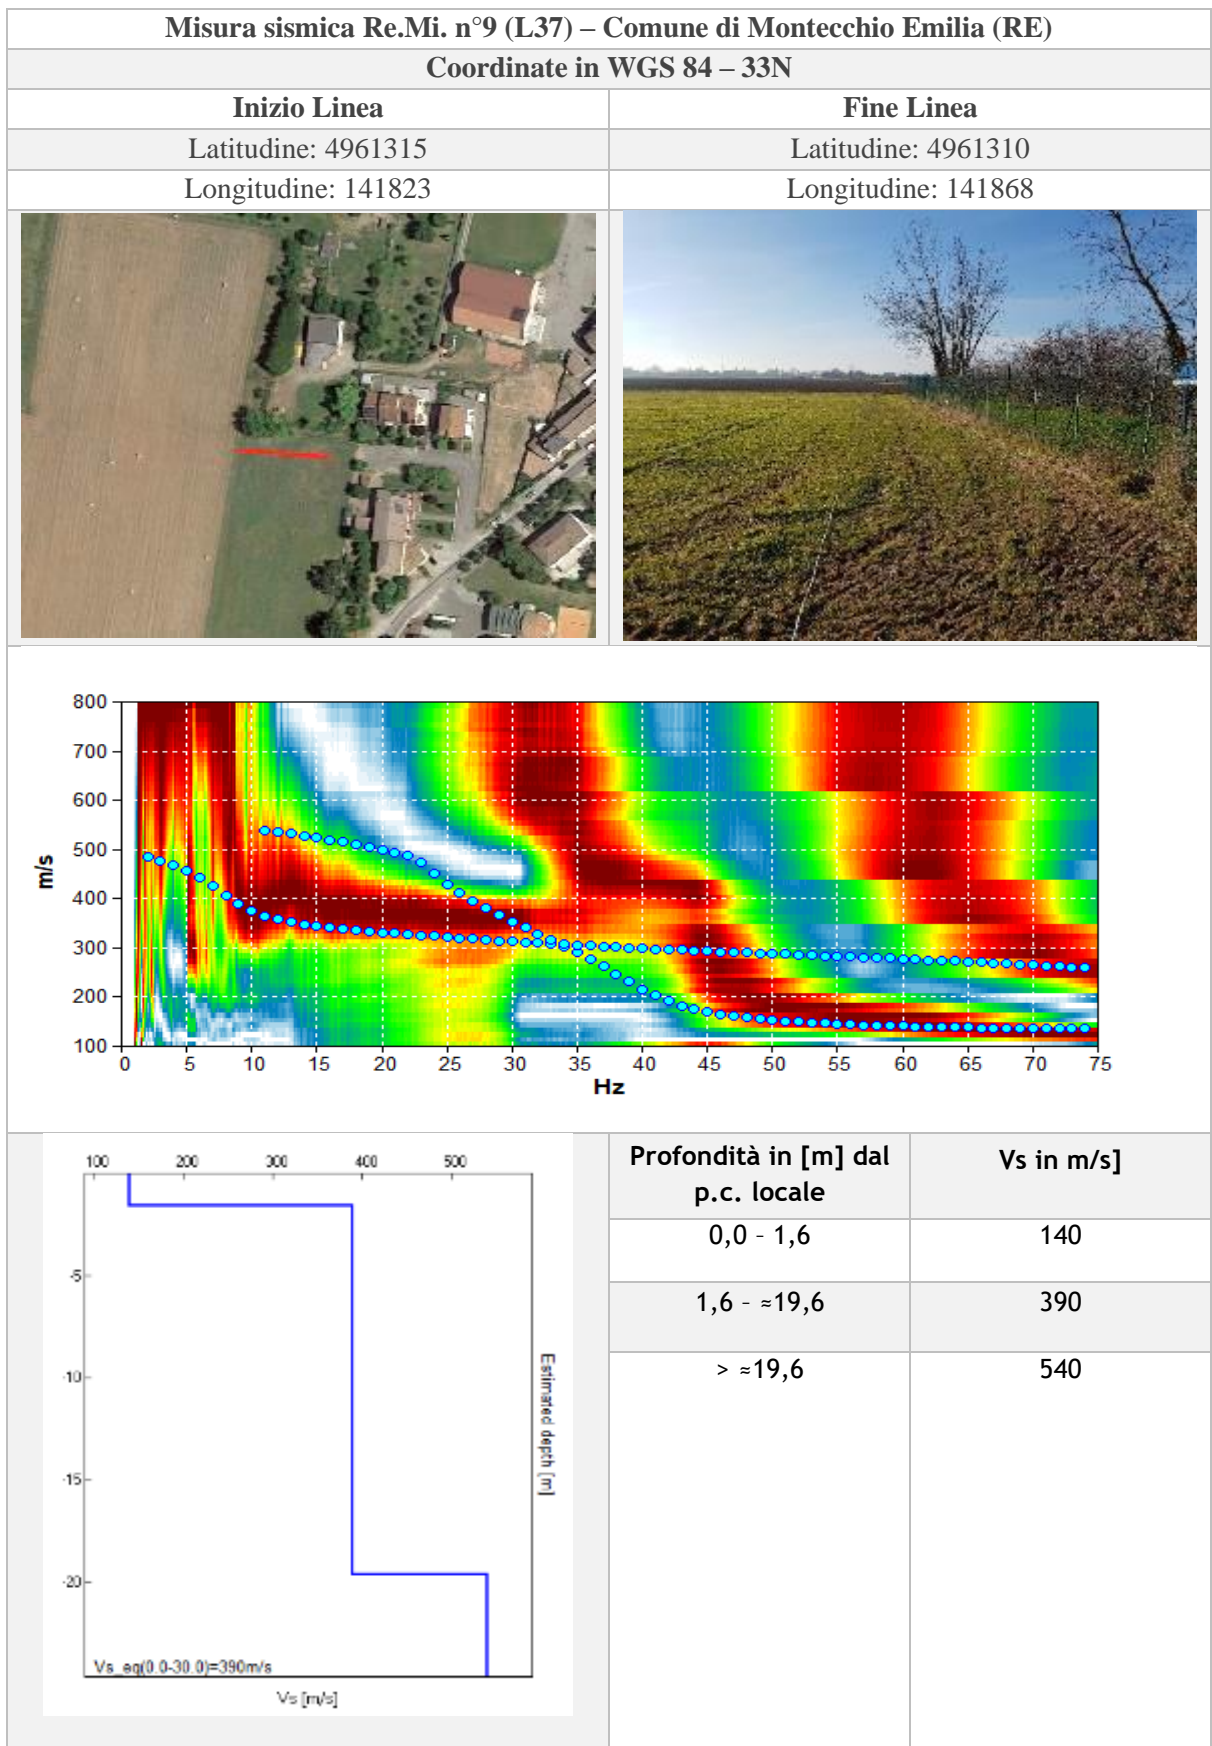 Misura sismica Re.Mi. n°9 (L37) – Comune di Montecchio Emilia (RE)
Coordinate in WGS 84 – 33N
Inizio Linea
Fine Linea
Latitudine: 4961315
Latitudine: 4961310
Longitudine: 141823
Longitudine: 141868
800
700
600
500
400
300
200
100
m/s
0 5 10 15 20 25 30 35 40 45 50 55 60 65 70 75
Hz
100 200 300 400 500
-5
-10
-15
-20
Estimated depth [m]
Vs_eq(0.0-30.0)=390m/s
Vs [m/s]
Profondità in [m] dal
p.c. locale
Vs in m/s]
0,0 – 1,6
140
1,6 – ≈19,6
390
> ≈19,6
540